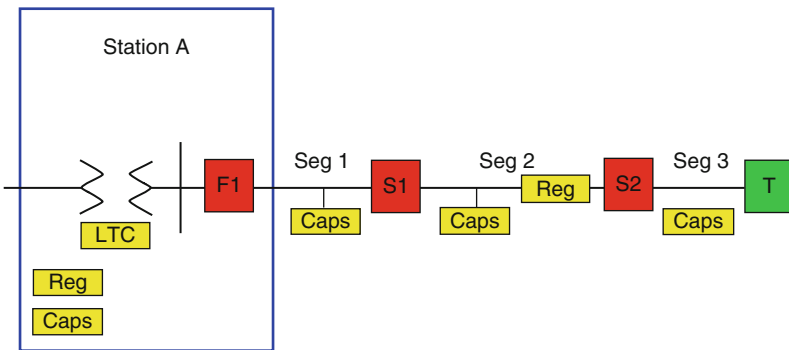 Station A
F1
LTC
Reg
Caps
Seg 1
Caps
S1
Seg 2
Caps
Reg
S2
Seg 3
Caps
T